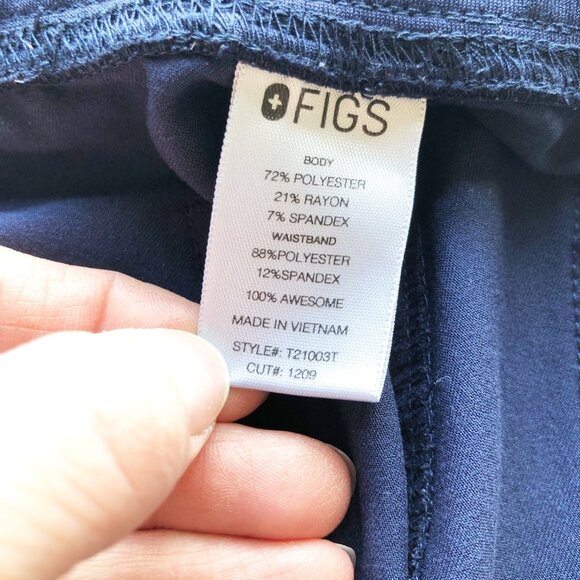 FIGS
BODY
72% POLYESTER
21% RAYON
7% SPANDEX
WAISTBAND
88%POLYESTER
12%SPANDEX
100% AWESOME
MADE IN VIETNAM
STYLE#: T21003T
CUT#: 1209